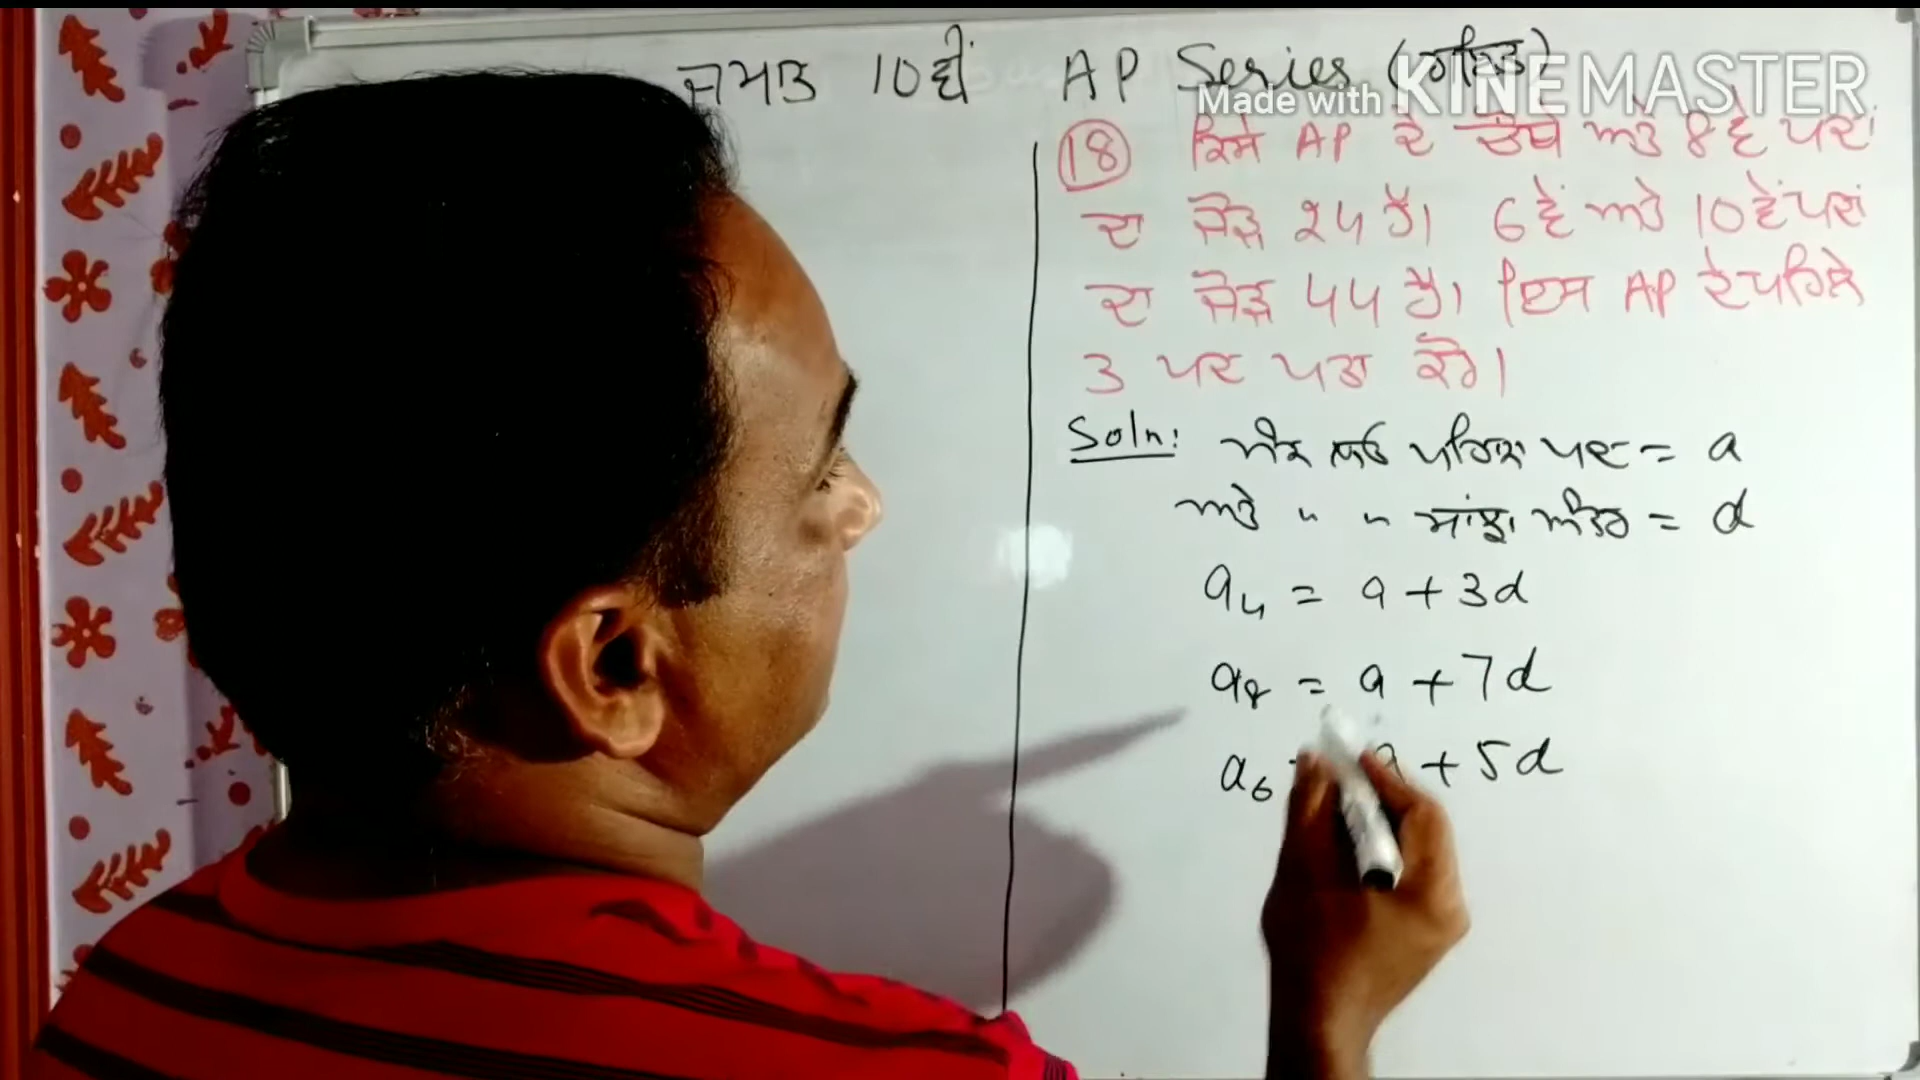 ਜਮਾਤ 10ਵੀਂ AP Series (ਗਣਿਤ)
Made with KINEMASTER
(18) ਕਿਸੇ AP ਦੇ ਚੌਥੇ ਅਤੇ 8ਵੇਂ ਪਦਾਂ
ਦਾ ਜੋੜ 24 ਹੈ। 6ਵੇਂ ਅਤੇ 10ਵੇਂ ਪਦਾਂ
ਦਾ ਜੋੜ 44 ਹੈ। ਇਸ AP ਦੇ ਪਹਿਲੇ
3 ਪਦ ਪਤਾ ਕਰੋ।
Soln: ਮੰਨ ਲਉ ਪਹਿਲਾ ਪਦ = a
ਅਤੇ " " ਸਾਂਝਾ ਅੰਤਰ = d
a₄ = a + 3d
a₈ = a + 7d
a₆ = a + 5d